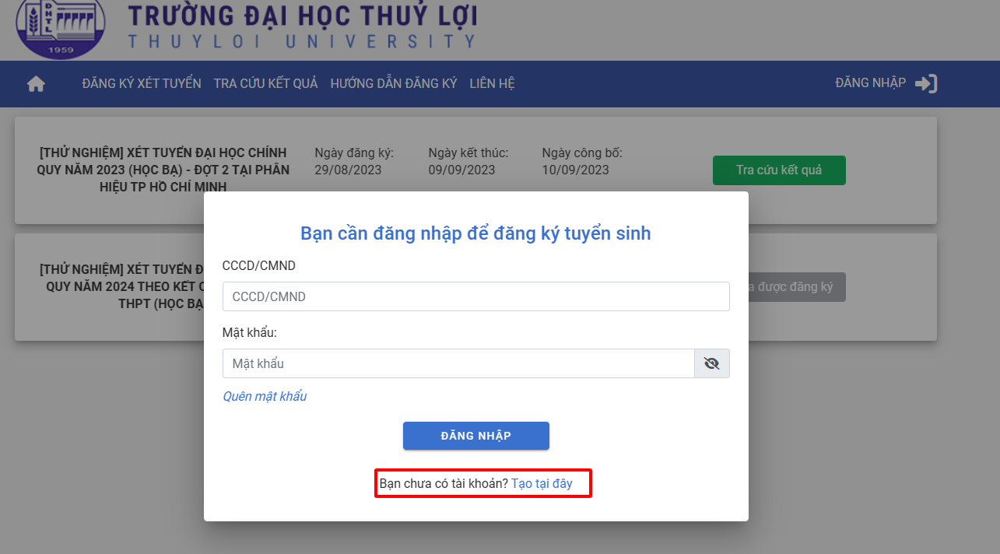 TRƯỜNG ĐẠI HỌC THUỶ LỢI
THUYLOI UNIVERSITY
1959
ĐĂNG KÝ XÉT TUYỂN TRA CỨU KẾT QUẢ HƯỚNG DẪN ĐĂNG KÝ LIÊN HỆ ĐĂNG NHẬP
[THỬ NGHIỆM] XÉT TUYỂN ĐẠI HỌC CHÍNH
QUY NĂM 2023 (HỌC BẠ) - ĐỢT 2 TẠI PHÂN
HIỆU TP HỒ CHÍ MINH
Ngày đăng ký:
29/08/2023
Ngày kết thúc:
09/09/2023
Ngày công bố:
10/09/2023
Tra cứu kết quả
[THỬ NGHIỆM] XÉT TUYỂN Đ
QUY NĂM 2024 THEO KẾT
THPT (HỌC BẠ
a được đăng ký
Bạn cần đăng nhập để đăng ký tuyển sinh
CCCD/CMND
CCCD/CMND
Mật khẩu:
Mật khẩu
Quên mật khẩu
ĐĂNG NHẬP
Bạn chưa có tài khoản? Tạo tại đây